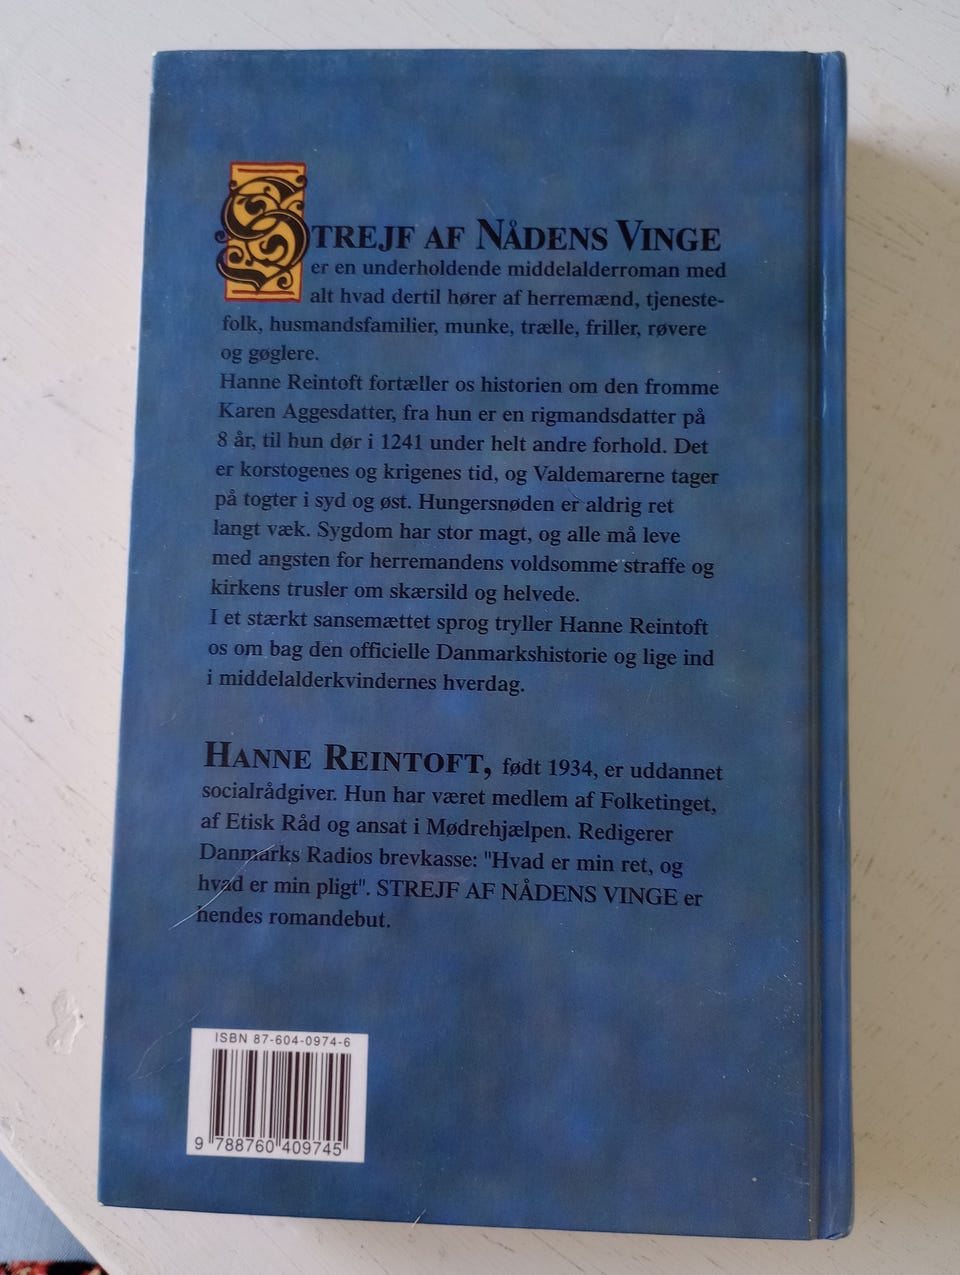 STREJF AF NÅDENS VINGE
er en underholdende middelalderroman med
alt hvad dertil hører af herremænd, tjeneste-
folk, husmandsfamilier, munke, trælle, friller, røvere
og gøglere.
Hanne Reintoft fortæller os historien om den fromme
Karen Aggesdatter, fra hun er en rigmandsdatter på
8 år, til hun dør i 1241 under helt andre forhold. Det
er korstogenes og krigenes tid, og Valdemarerne tager
på togter i syd og øst. Hungersnøden er aldrig ret
langt væk. Sygdom har stor magt, og alle må leve
med angsten for herremandens voldsomme straffe og
kirkens trusler om skærsild og helvede.
I et stærkt sansemættet sprog tryller Hanne Reintoft
os om bag den officielle Danmarkshistorie og lige ind
i middelalderkvindernes hverdag.
HANNE REINTOFT, født 1934, er uddannet
socialrådgiver. Hun har været medlem af Folketinget,
af Etisk Råd og ansat i Mødrehjælpen. Redigerer
Danmarks Radios brevkasse: "Hvad er min ret, og
hvad er min pligt". STREJF AF NÅDENS VINGE er
hendes romandebut.
ISBN 87-604-0974-6
9 788760 409745